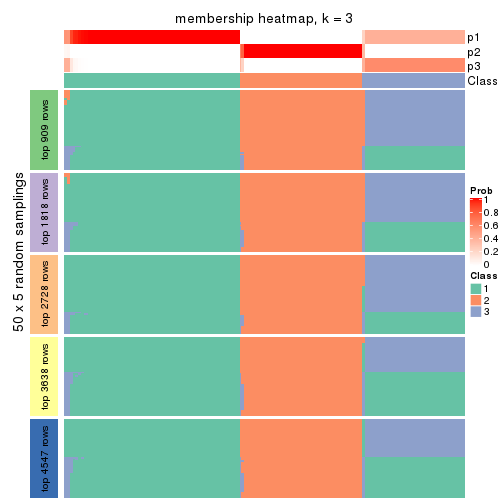 membership heatmap, k = 3
p1
p2
p3
Class
50 x 5 random samplings
top 909 rows
top 1818 rows
top 2728 rows
top 3638 rows
top 4547 rows
Prob
1
0.8
0.6
0.4
0.2
0
Class
1
2
3